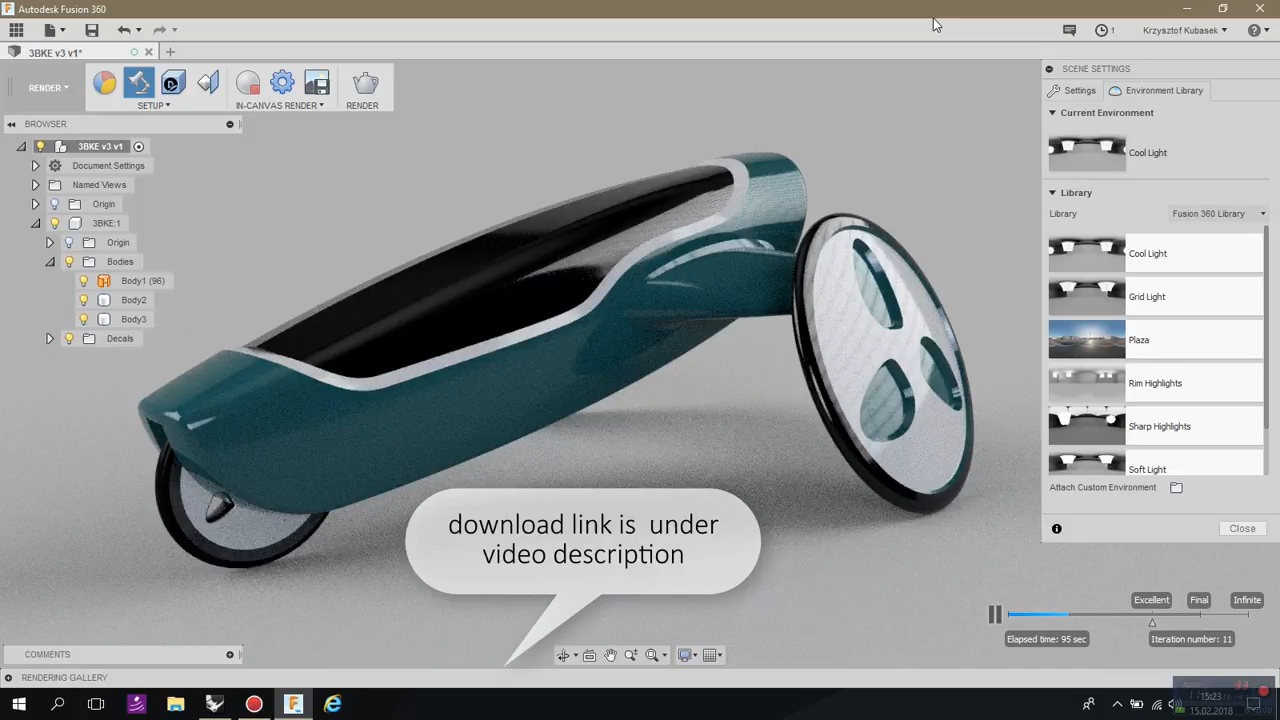 Autodesk Fusion 360
1
Krzysztof Kubasek
3BKE v3 v1*
RENDER
SETUP
IN-CANVAS RENDER
RENDER
BROWSER
3BKE v3 v1
Document Settings
Named Views
Origin
3BKE:1
Origin
Bodies
Body1 (96)
Body2
Body3
Decals
SCENE SETTINGS
Settings
Environment Library
Current Environment
Cool Light
Library
Library
Fusion 360 Library
Cool Light
Grid Light
Plaza
Rim Highlights
Sharp Highlights
Soft Light
Attach Custom Environment
Close
download link is under
video description
Excellent
Final
Infinite
Elapsed time: 95 sec
Iteration number: 11
COMMENTS
RENDERING GALLERY
15:23
15.02.2018